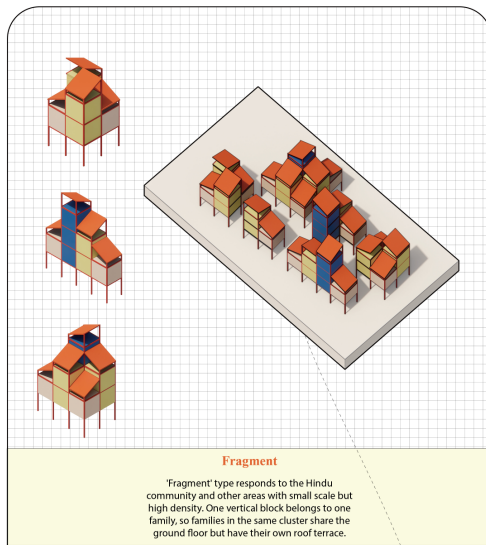 Fragment
'Fragment' type responds to the Hindu
community and other areas with small scale but
high density. One vertical block belongs to one
family, so families in the same cluster share the
ground floor but have their own roof terrace.